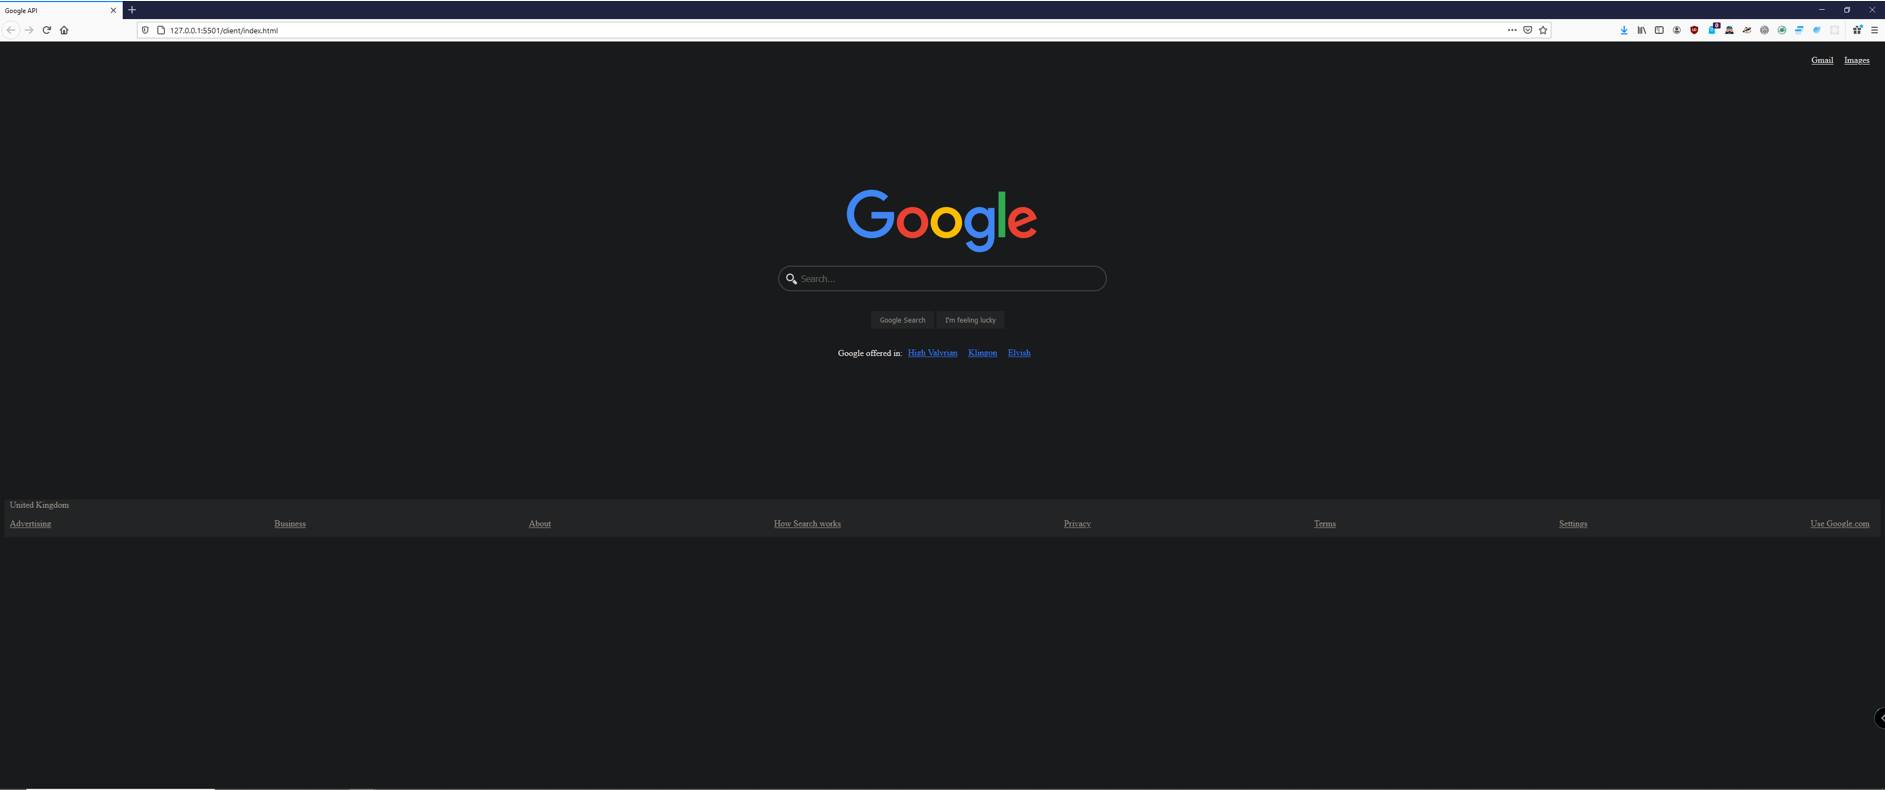 Google API
127.0.0.1:5501/client/index.html
Gmail Images
Google
Search...
Google Search I'm feeling lucky
Google offered in: High Valyrian Klingon Elvish
United Kingdom
Advertising Business About How Search works Privacy Terms Settings Use Google.com